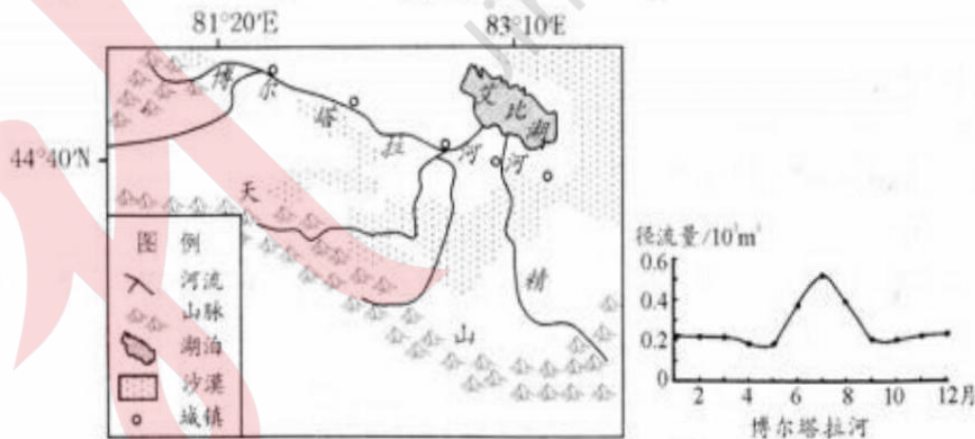 81°20′E
83°10′E
44°40′N
博尔塔拉河
艾比湖
精河
天山
图 例
河流
山脉
湖泊
沙漠
城镇
径流量/10³m³
0.6
0.4
0.2
0
2 4 6 8 10 12月
博尔塔拉河